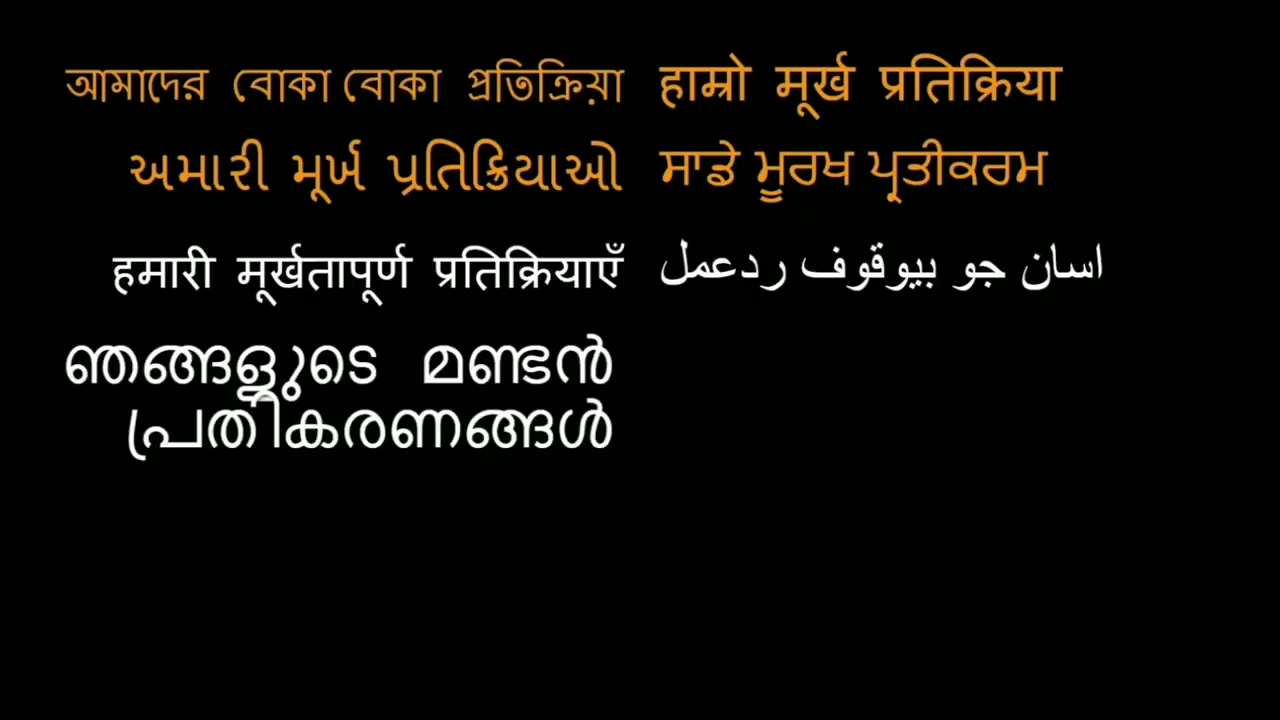 আমাদের বোকা বোকা প্রতিক্রিয়া
हाम्रो मूर्ख प्रतिक्रिया
અમારી મૂર્ખ પ્રતિક્રિયાઓ
ਸਾਡੇ ਮੂਰਖ ਪ੍ਰਤੀਕਰਮ
हमारी मूर्खतापूर्ण प्रतिक्रियाएँ
اسان جو بيوقوف ردعمل
ഞങ്ങളുടെ മണ്ടൻ
പ്രതികരണങ്ങൾ